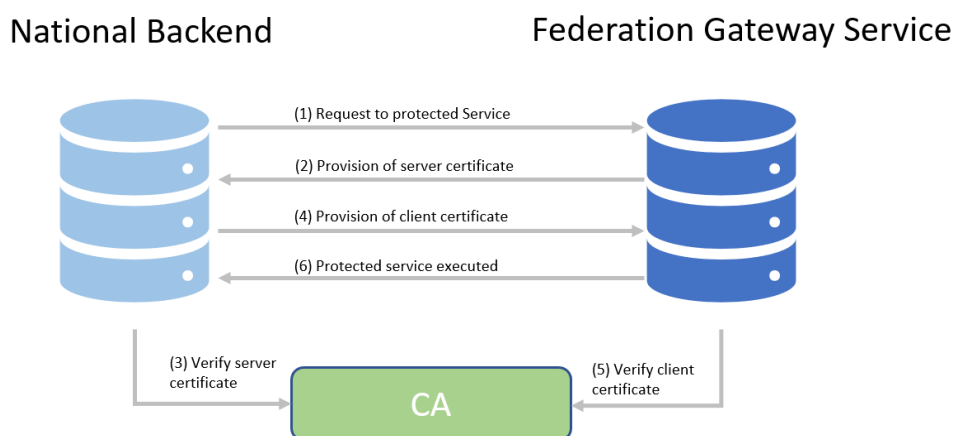 National Backend
Federation Gateway Service
(1) Request to protected Service
(2) Provision of server certificate
(4) Provision of client certificate
(6) Protected service executed
(3) Verify server
certificate
(5) Verify client
certificate
CA